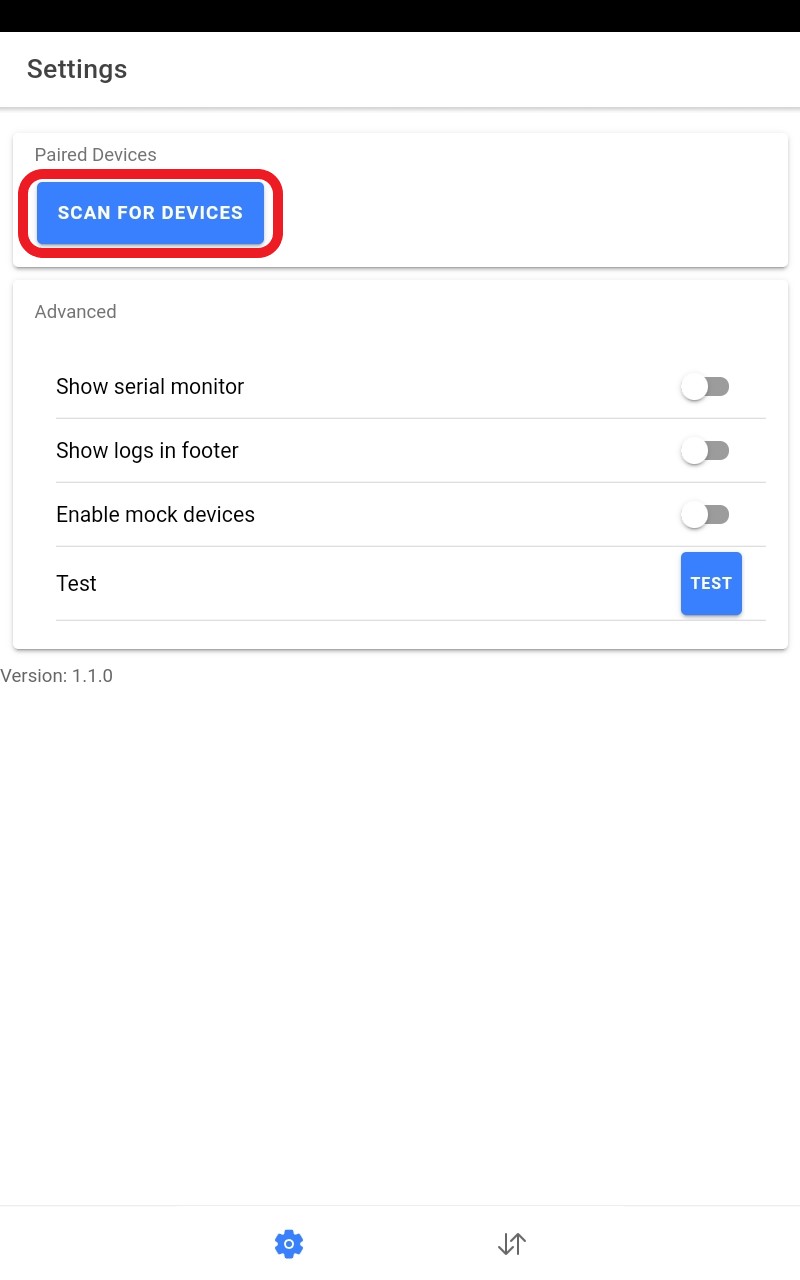 Settings
Paired Devices
SCAN FOR DEVICES
Advanced
Show serial monitor
Show logs in footer
Enable mock devices
Test
TEST
Version: 1.1.0